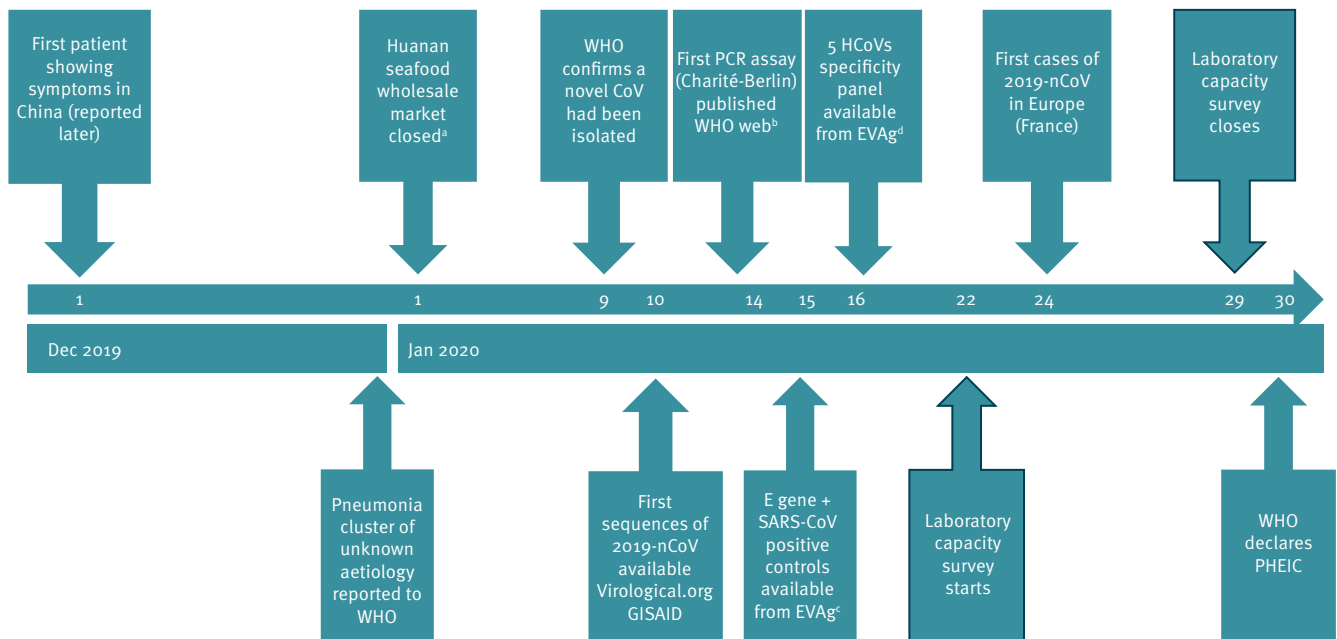 First patient
showing
symptoms in
China (reported
later)
Huanan
seafood
wholesale
market
closedᵃ
WHO
confirms a
novel CoV
had been
isolated
First PCR assay
(Charité-Berlin)
published
WHO webᵇ
5 HCoVs
specificity
panel
available
from EVAgᵈ
First cases of
2019-nCoV
in Europe
(France)
Laboratory
capacity
survey
closes
1 1 9 10 14 15 16 22 24 29 30
Dec 2019 Jan 2020
Pneumonia
cluster of
unknown
aetiology
reported to
WHO
First
sequences of
2019-nCoV
available
Virological.org
GISAID
E gene +
SARS-CoV
positive
controls
available
from EVAgᶜ
Laboratory
capacity
survey
starts
WHO
declares
PHEIC